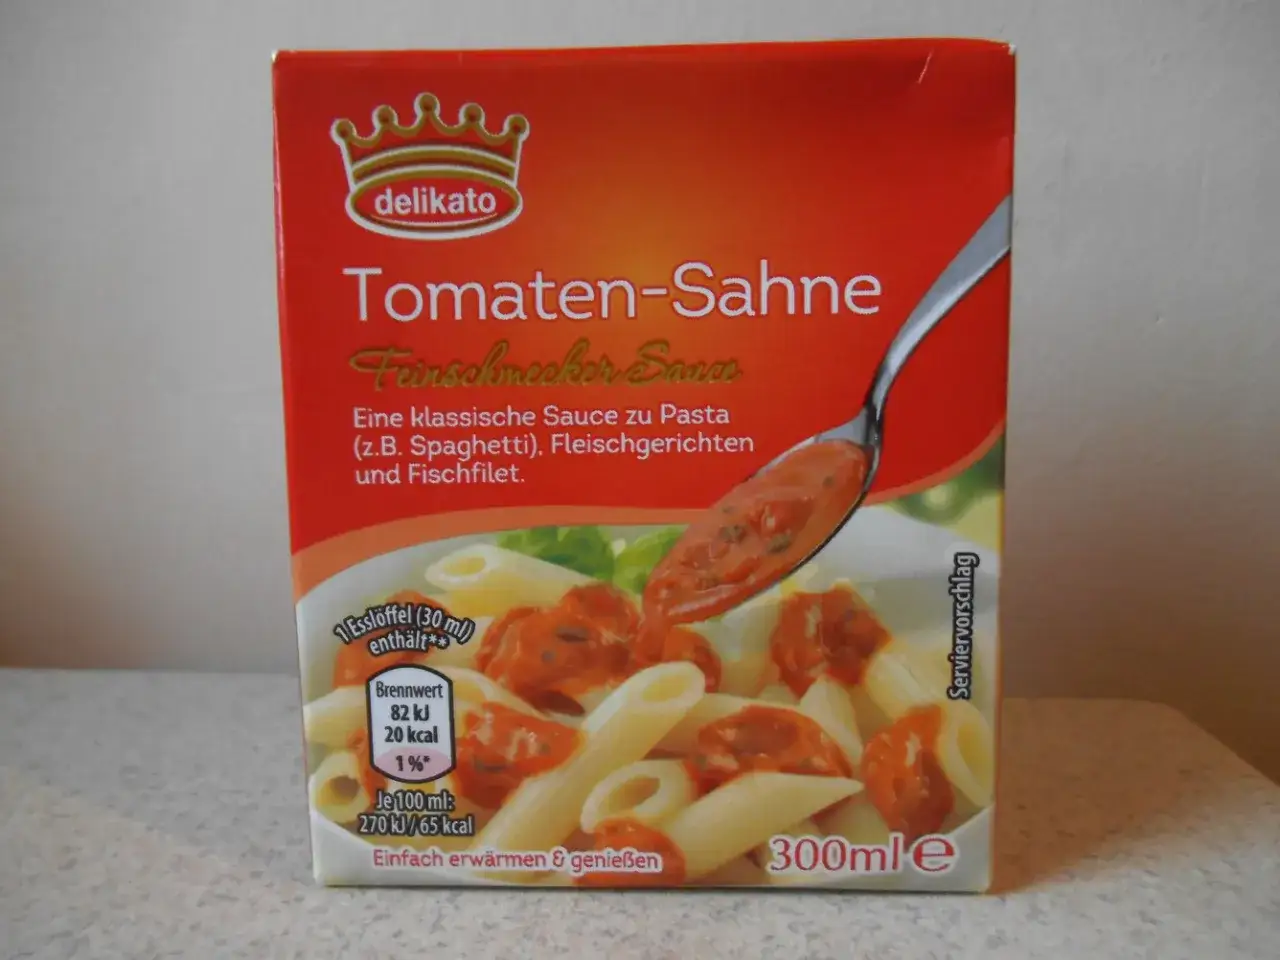 delikato
Tomaten-Sahne
Feinschmecker Sauce
Eine klassische Sauce zu Pasta
(z.B. Spaghetti), Fleischgerichten
und Fischfilet.
1 Esslöffel (30 ml)
enthält**
Brennwert
82 kJ
20 kcal
1%*
Je 100 ml:
270 kJ / 65 kcal
Serviervorschlag
Einfach erwärmen & genießen
300ml e